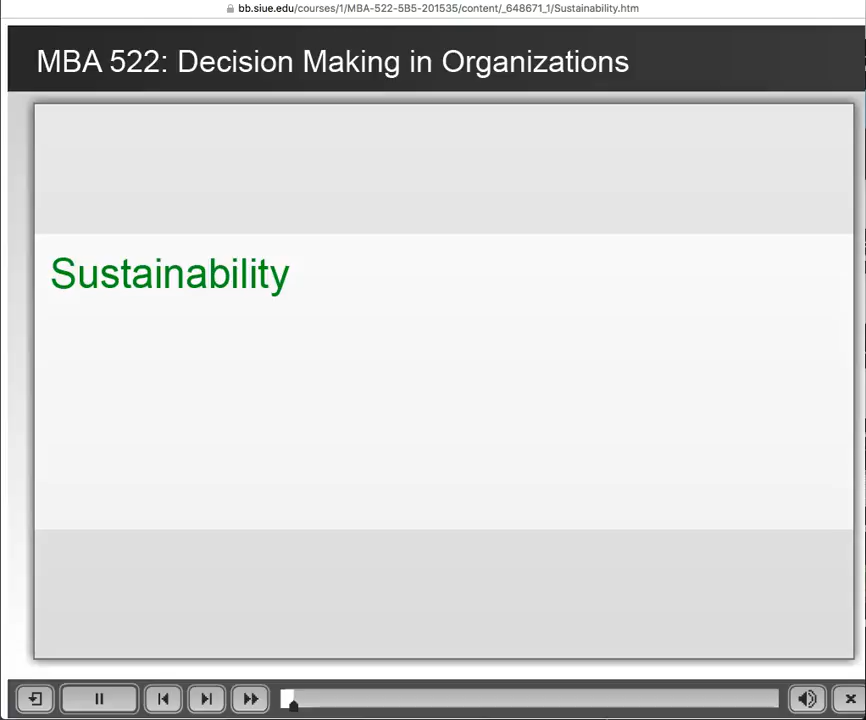 bb.siue.edu/courses/1/MBA-522-5B5-201535/content/_648671_1/Sustainability.htm
MBA 522: Decision Making in Organizations
Sustainability